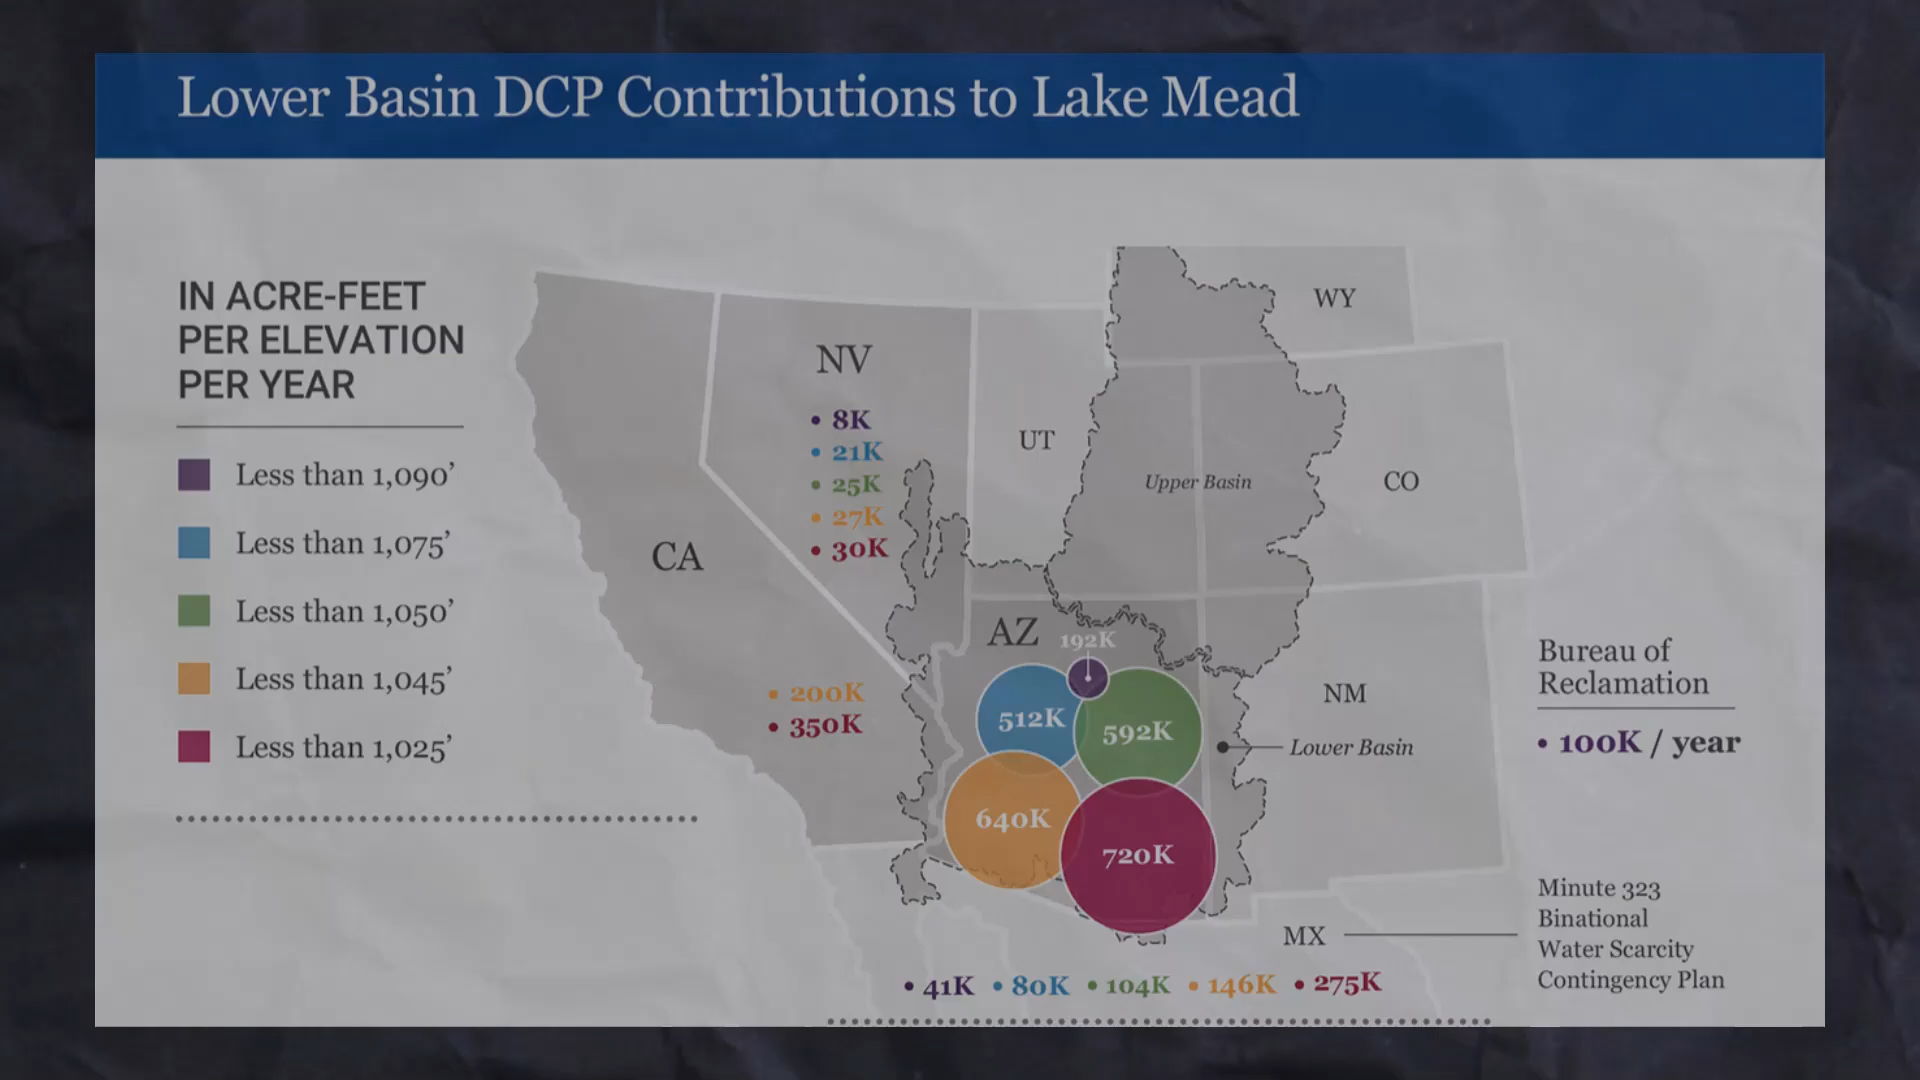 Lower Basin DCP Contributions to Lake Mead
IN ACRE-FEET
PER ELEVATION
PER YEAR
Less than 1,090’
Less than 1,075’
Less than 1,050’
Less than 1,045’
Less than 1,025’
WY
NV
• 8K
• 21K
• 25K
• 27K
• 30K
UT
Upper Basin
CO
CA
• 200K
• 350K
AZ
192K
512K
592K
640K
720K
NM
Lower Basin
Bureau of
Reclamation
• 100K / year
MX
Minute 323
Binational
Water Scarcity
Contingency Plan
• 41K • 80K • 104K • 146K • 275K